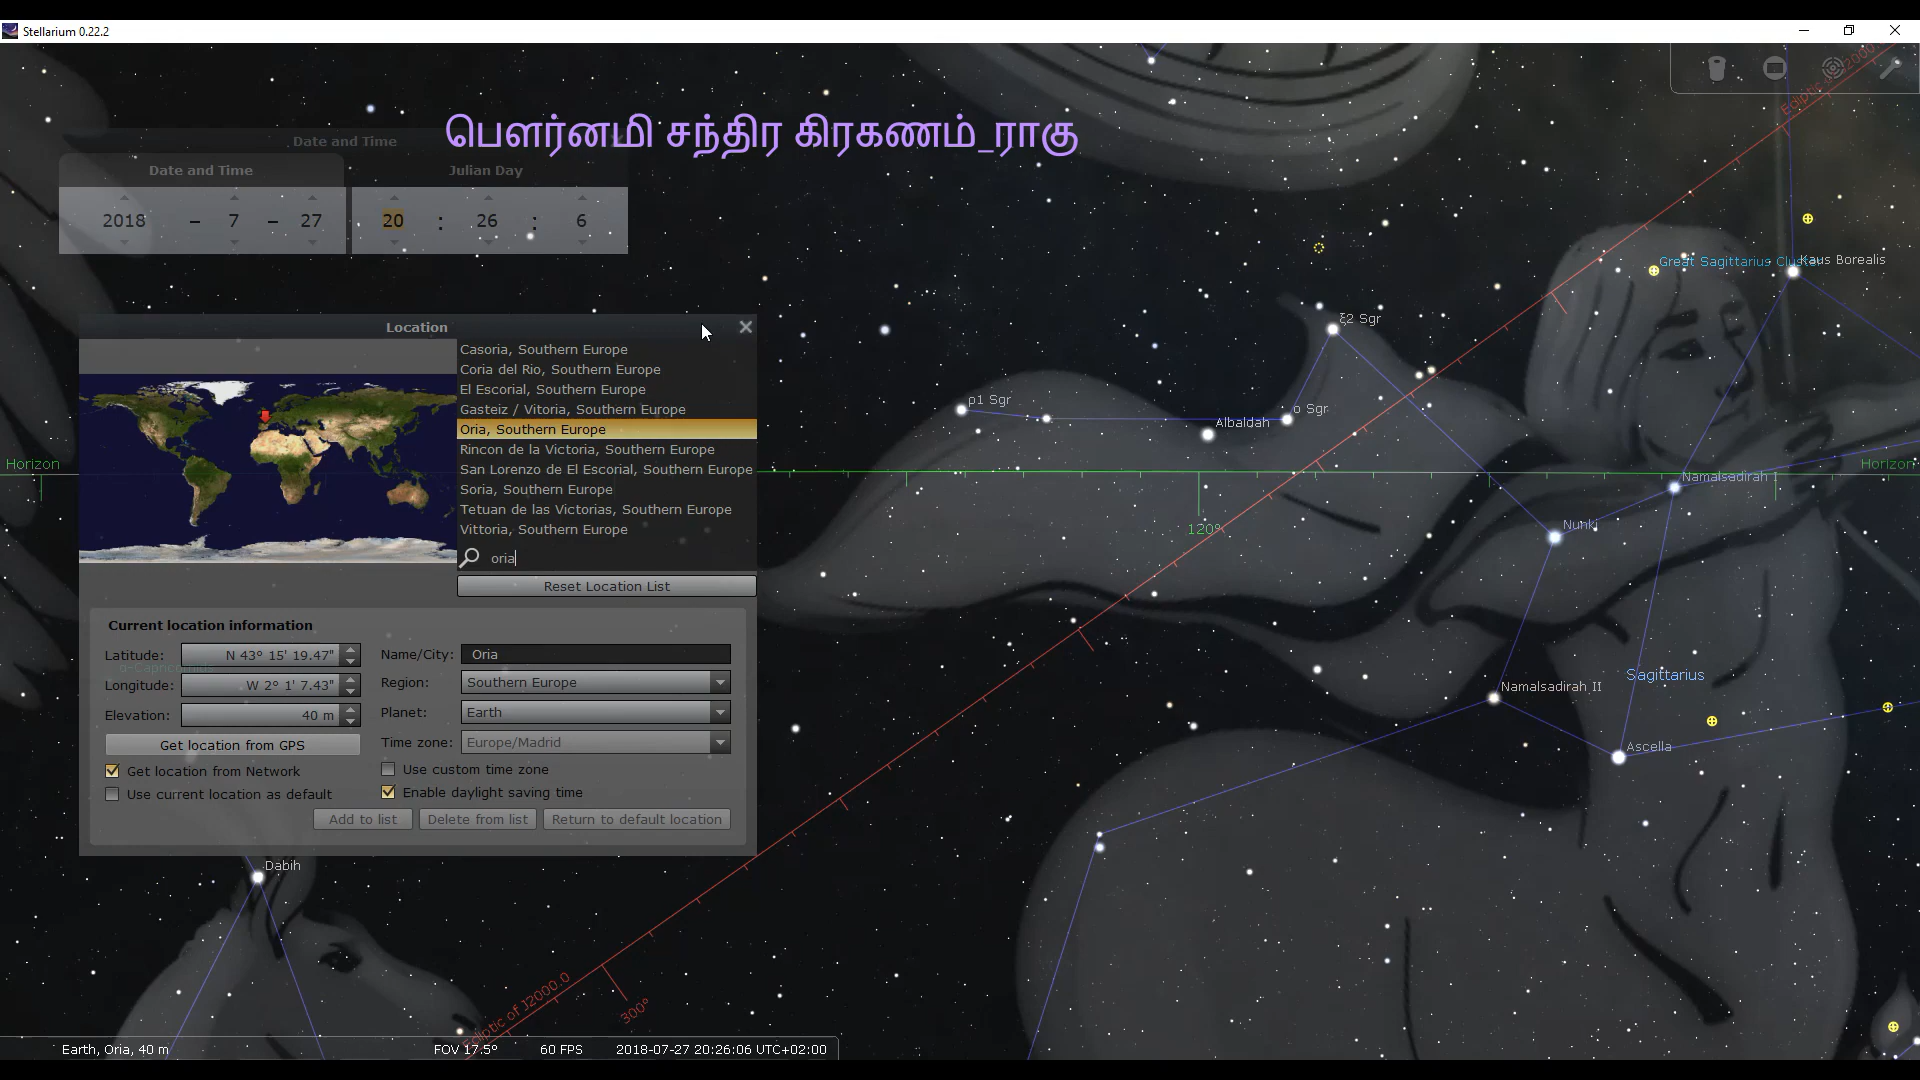 Stellarium 0.22.2
Ecliptic of J2000.0
பௌர்னமி சந்திர கிரகணம்_ராகு
Date and Time
Date and Time
Julian Day
2018 - 7 - 27
20 : 26 : 6
Great Sagittarius Cluster
Kaus Borealis
ξ2 Sgr
ρ1 Sgr
ο Sgr
Albaldah
Horizon
Horizon
Namalsadirah I
120°
Nunki
Sagittarius
Namalsadirah II
Ascella
Location
Casoria, Southern Europe
Coria del Rio, Southern Europe
El Escorial, Southern Europe
Gasteiz / Vitoria, Southern Europe
Oria, Southern Europe
Rincon de la Victoria, Southern Europe
San Lorenzo de El Escorial, Southern Europe
Soria, Southern Europe
Tetuan de las Victorias, Southern Europe
Vittoria, Southern Europe
oria
Reset Location List
Current location information
Latitude: N 43° 15' 19.47"
Name/City: Oria
α-Capricornids
Longitude: W 2° 1' 7.43"
Region: Southern Europe
Elevation: 40 m
Planet: Earth
Get location from GPS
Time zone: Europe/Madrid
Get location from Network
Use custom time zone
Use current location as default
Enable daylight saving time
Add to list
Delete from list
Return to default location
Dabih
Ecliptic of J2000.0
300°
Earth, Oria, 40 m
FOV 17.5°
60 FPS
2018-07-27 20:26:06 UTC+02:00